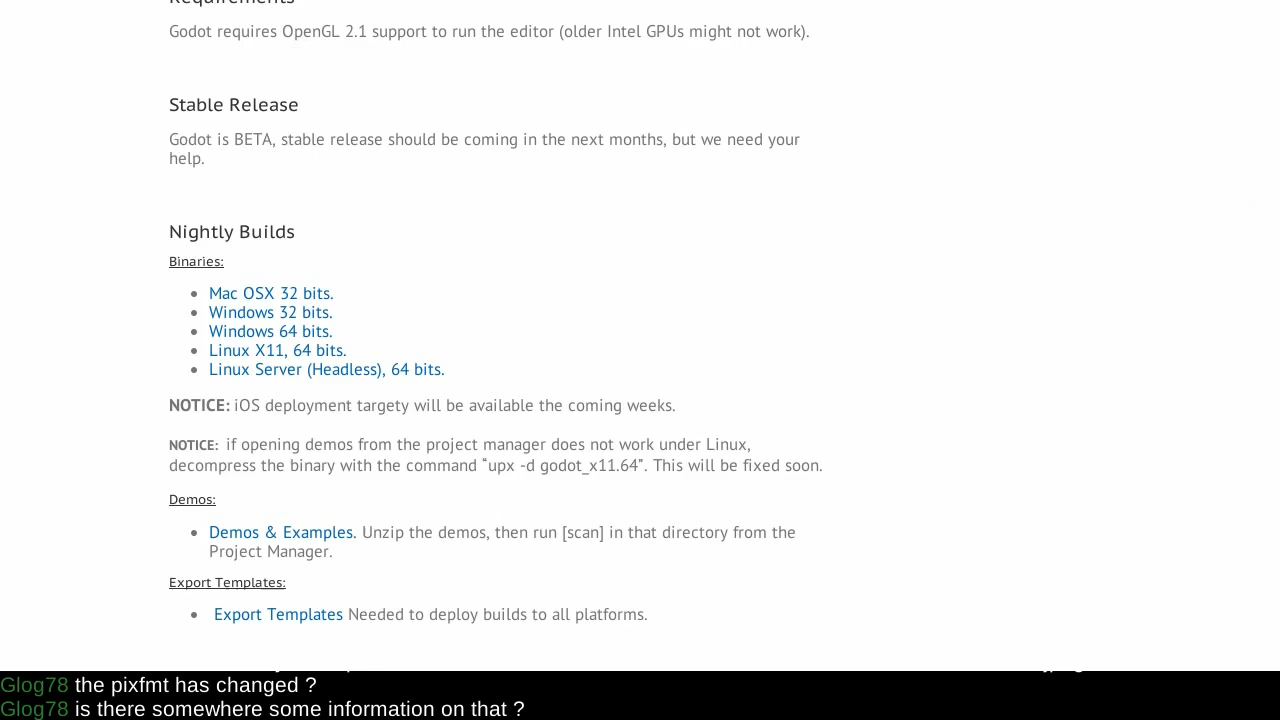 Requirements
Godot requires OpenGL 2.1 support to run the editor (older Intel GPUs might not work).
Stable Release
Godot is BETA, stable release should be coming in the next months, but we need your
help.
Nightly Builds
Binaries:
Mac OSX 32 bits.
Windows 32 bits.
Windows 64 bits.
Linux X11, 64 bits.
Linux Server (Headless), 64 bits.
NOTICE: iOS deployment targety will be available the coming weeks.
NOTICE: if opening demos from the project manager does not work under Linux,
decompress the binary with the command “upx -d godot_x11.64”. This will be fixed soon.
Demos:
Demos & Examples. Unzip the demos, then run [scan] in that directory from the
Project Manager.
Export Templates:
Export Templates Needed to deploy builds to all platforms.
Glog78 the pixfmt has changed ?
Glog78 is there somewhere some information on that ?